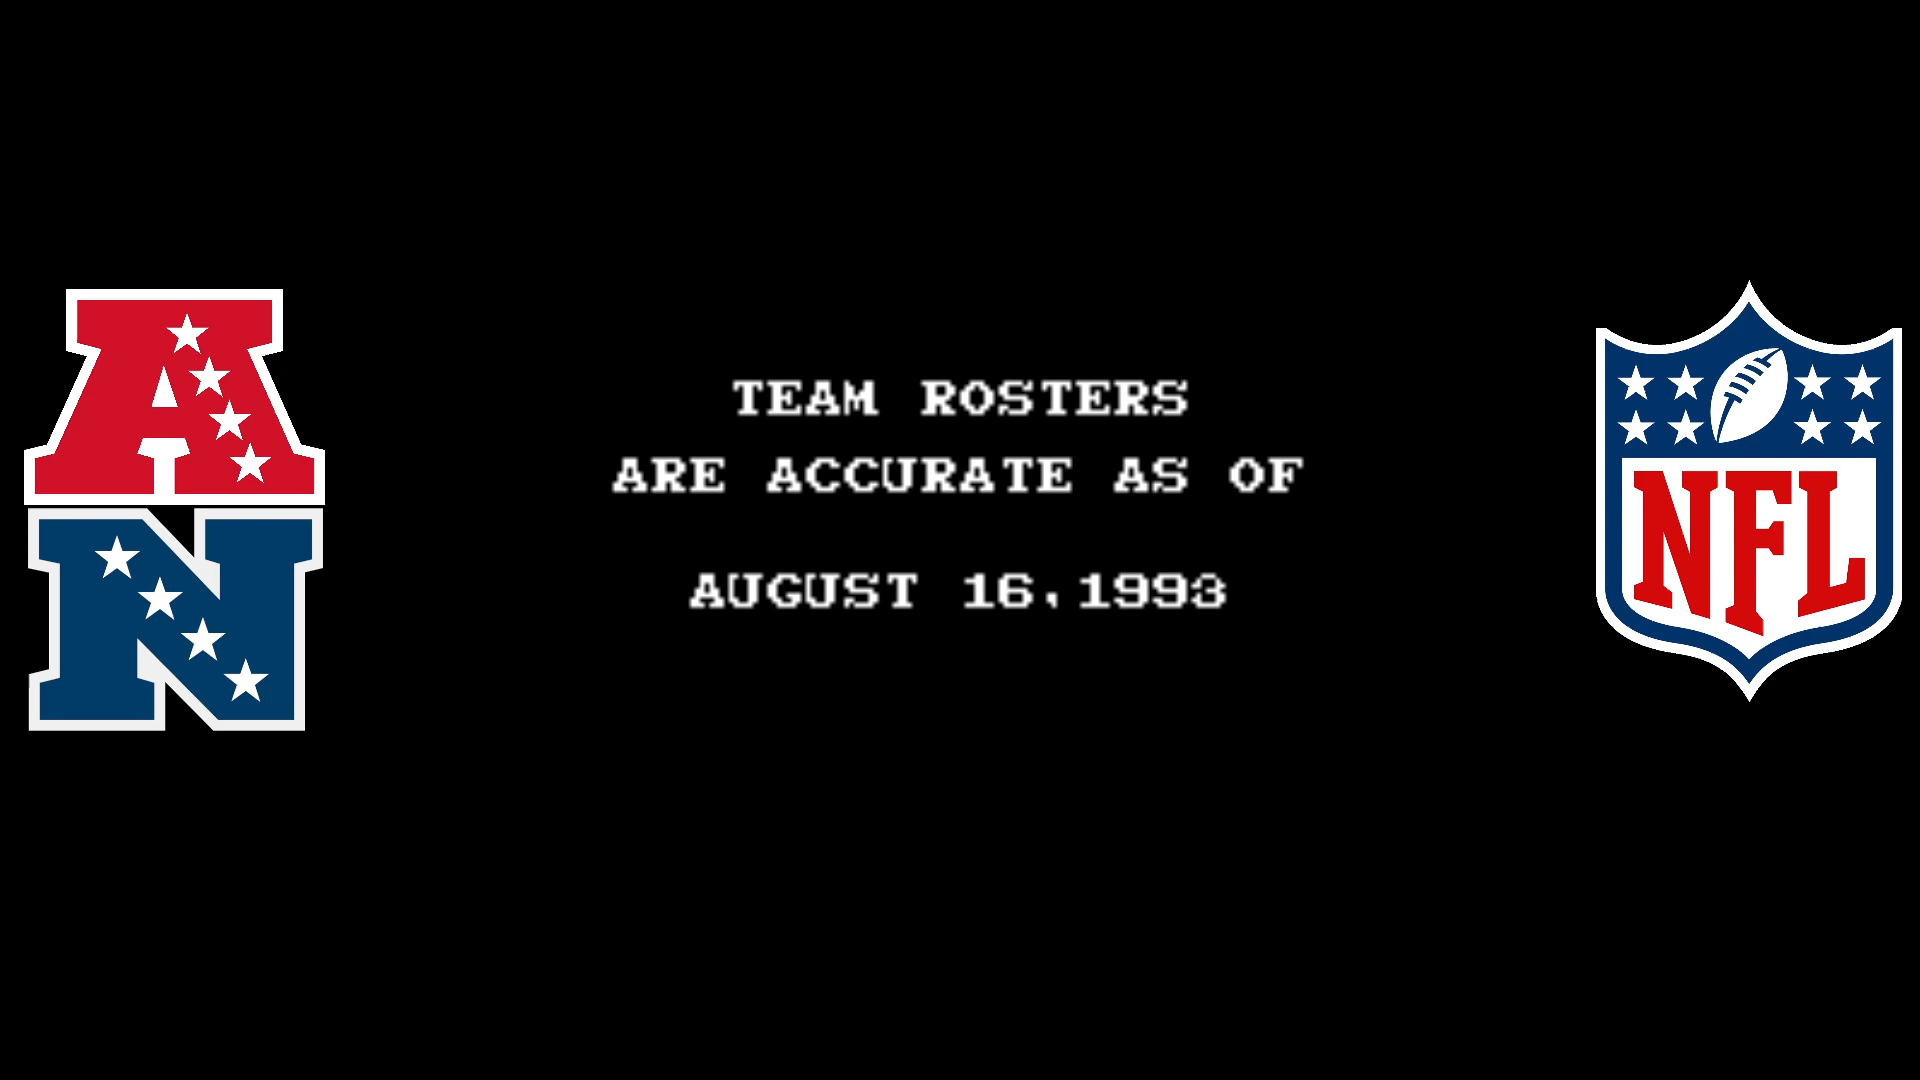 TEAM ROSTERS
ARE ACCURATE AS OF
AUGUST 16,1993
A
N
NFL